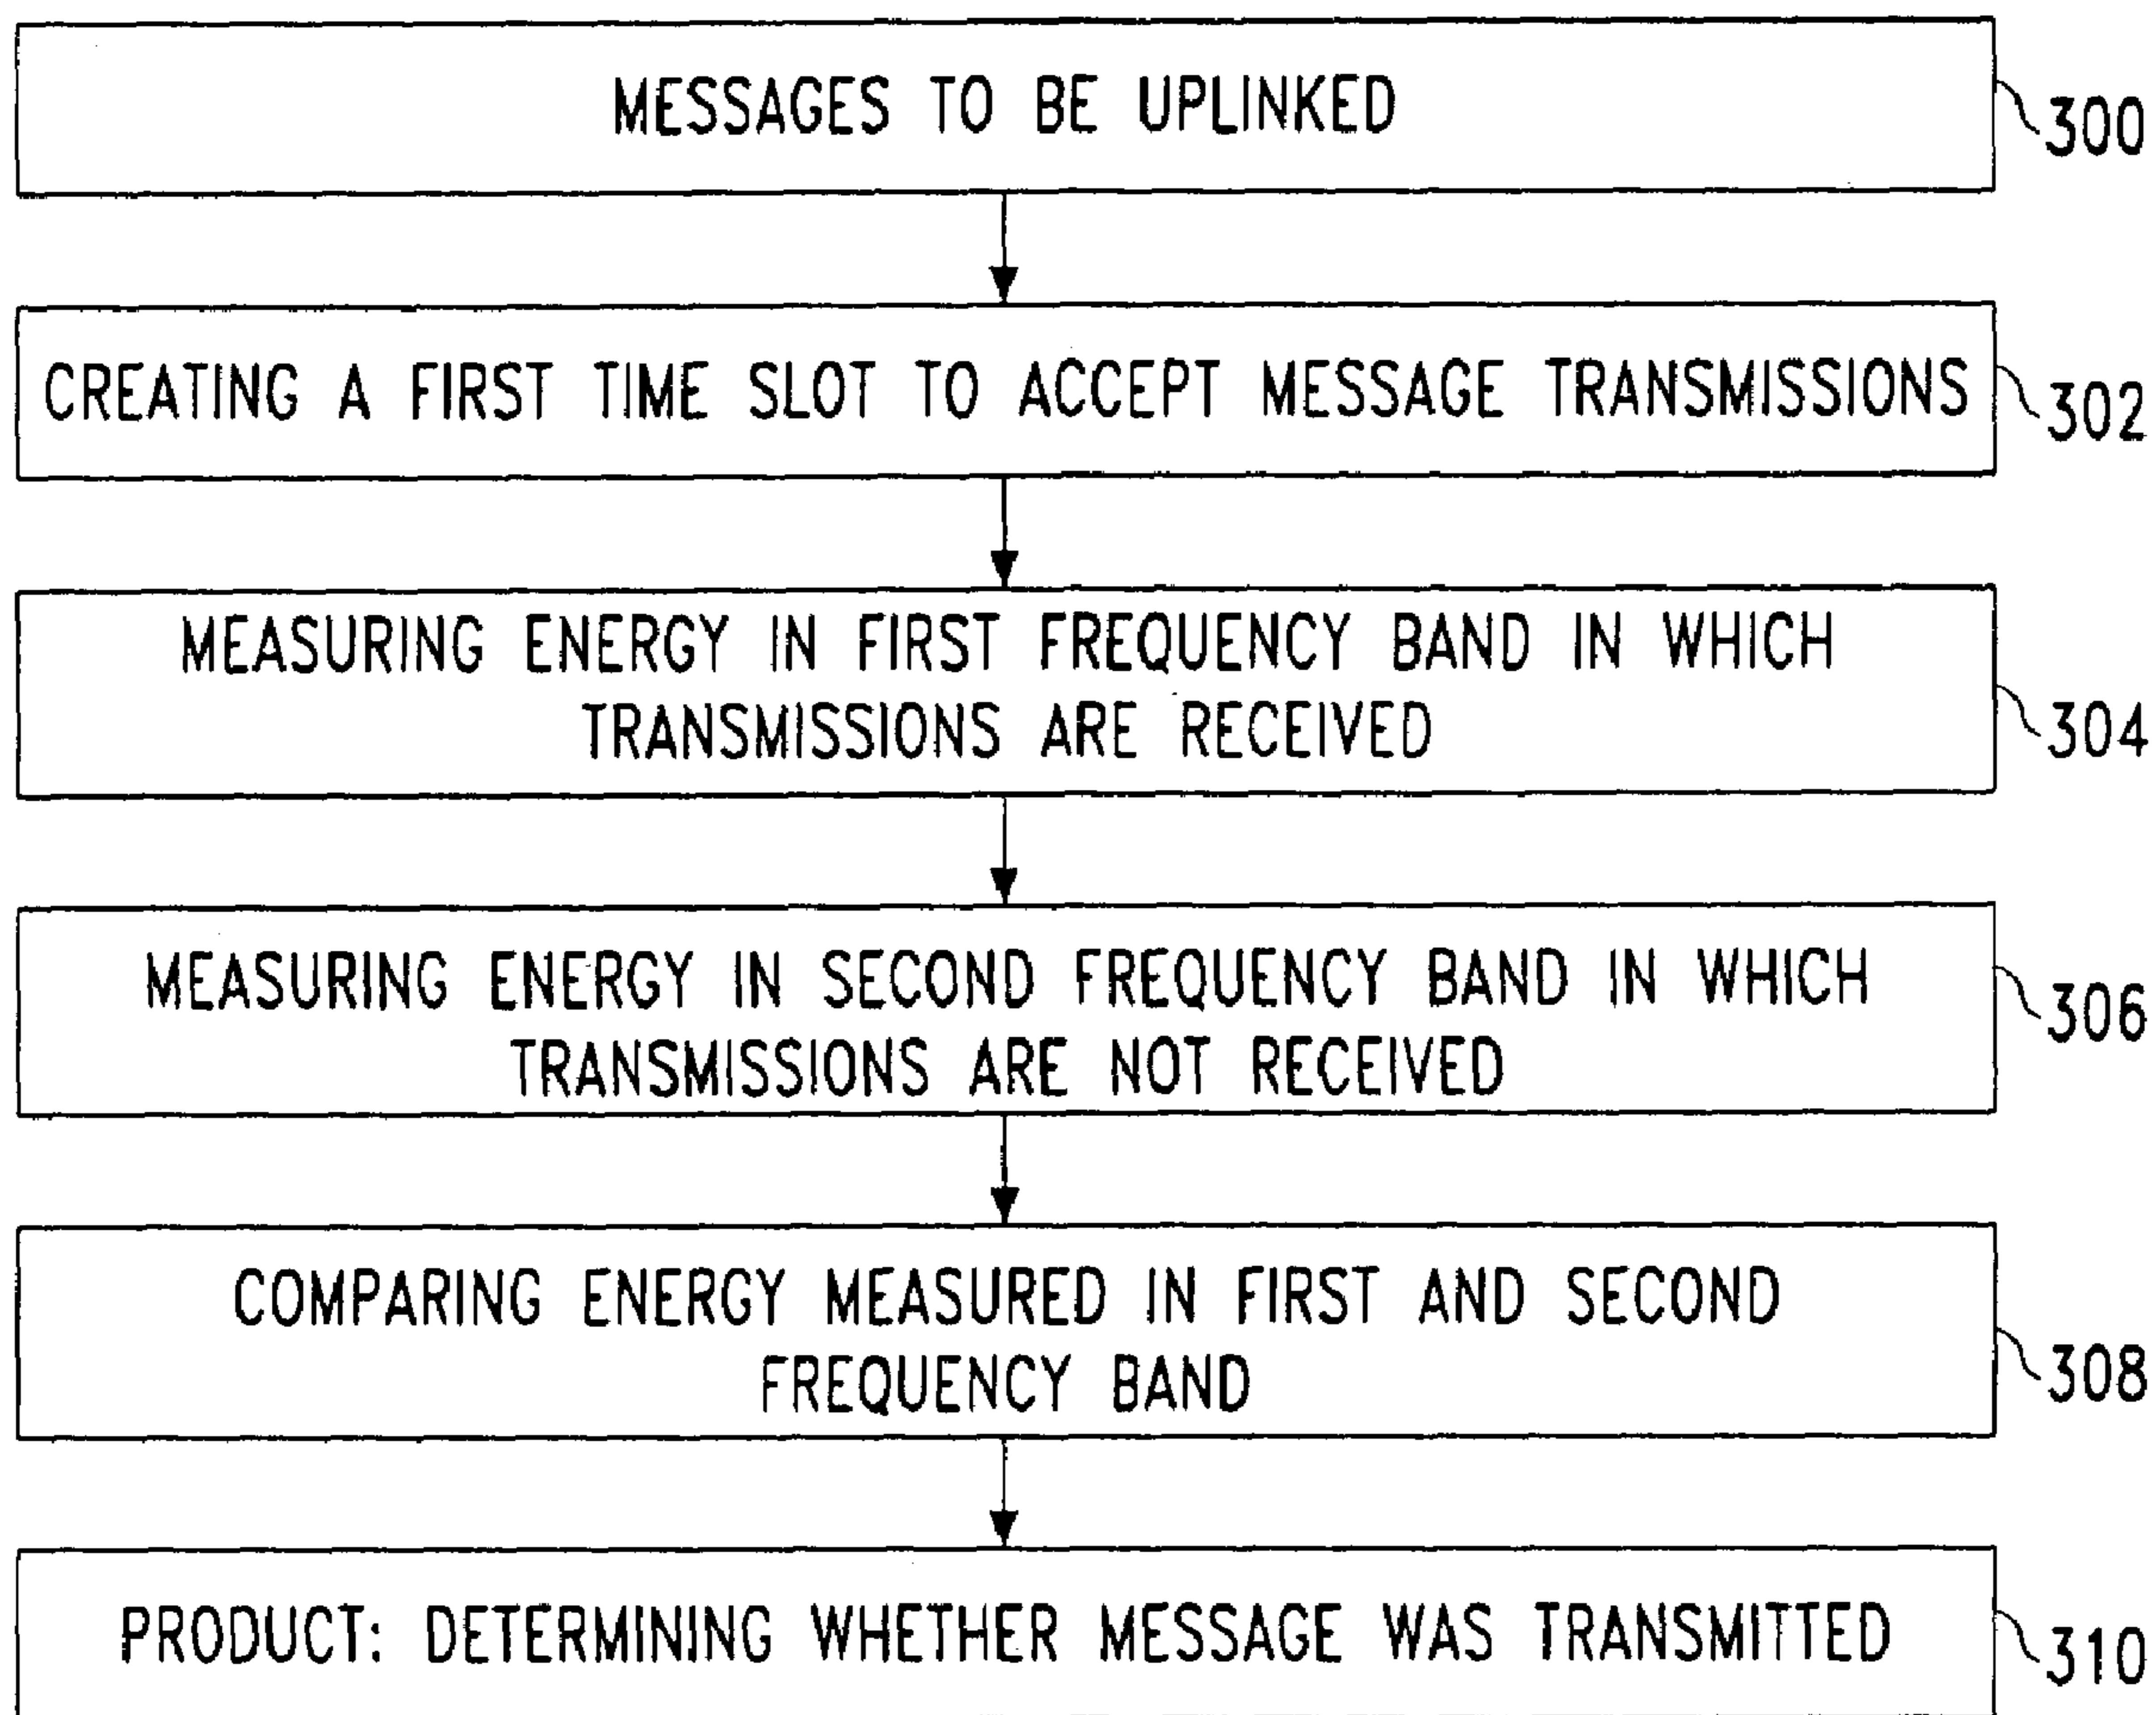 MESSAGES TO BE UPLINKED
300
CREATING A FIRST TIME SLOT TO ACCEPT MESSAGE TRANSMISSIONS
302
MEASURING ENERGY IN FIRST FREQUENCY BAND IN WHICH
TRANSMISSIONS ARE RECEIVED
304
MEASURING ENERGY IN SECOND FREQUENCY BAND IN WHICH
TRANSMISSIONS ARE NOT RECEIVED
306
COMPARING ENERGY MEASURED IN FIRST AND SECOND
FREQUENCY BAND
308
PRODUCT: DETERMINING WHETHER MESSAGE WAS TRANSMITTED
310